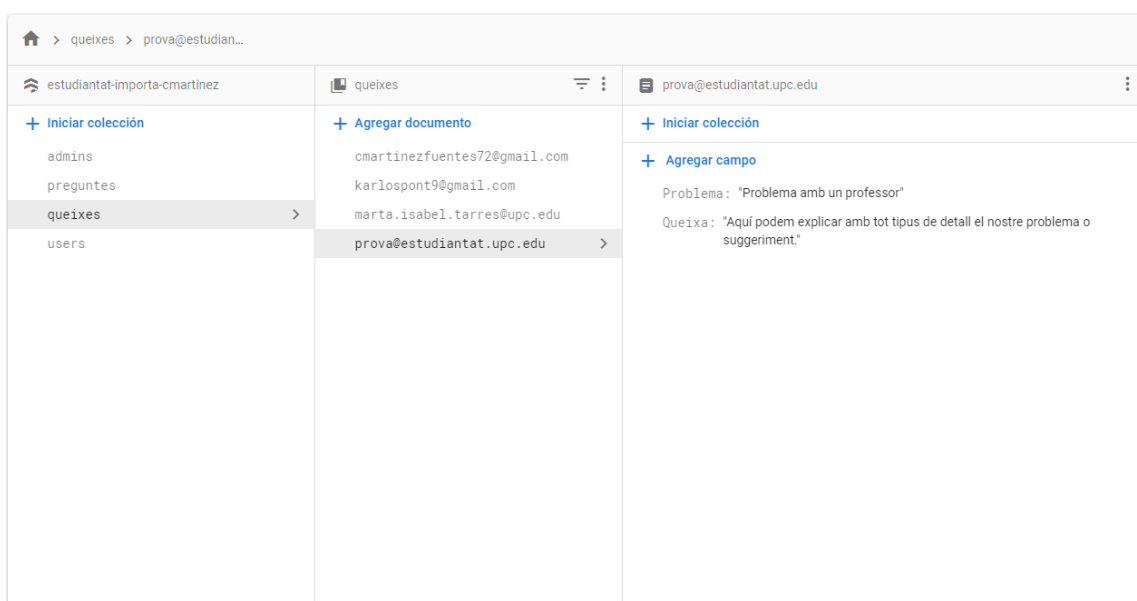 queixes > prova@estudian...
estudiantat-importa-cmartinez
queixes
prova@estudiantat.upc.edu
+ Iniciar colección
+ Agregar documento
+ Iniciar colección
admins
preguntes
queixes
users
cmartinezfuentes72@gmail.com
karlospont9@gmail.com
marta.isabel.tarres@upc.edu
prova@estudiantat.upc.edu
+ Agregar campo
Problema: "Problema amb un professor"
Queixa: "Aquí podem explicar amb tot tipus de detall el nostre problema o
suggeriment."